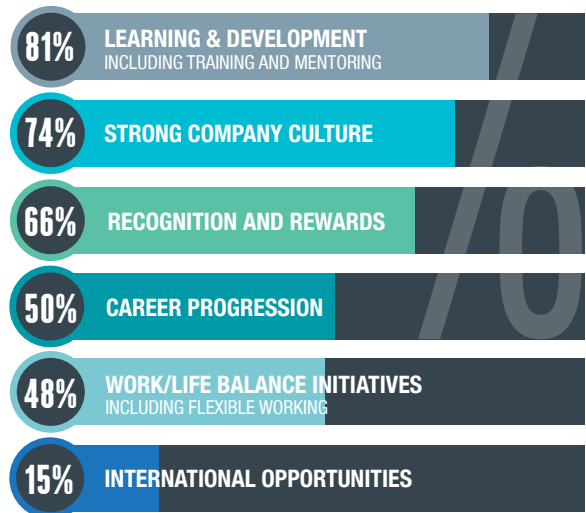 81%
LEARNING & DEVELOPMENT
INCLUDING TRAINING AND MENTORING
74%
STRONG COMPANY CULTURE
66%
RECOGNITION AND REWARDS
50%
CAREER PROGRESSION
48%
WORK/LIFE BALANCE INITIATIVES
INCLUDING FLEXIBLE WORKING
15%
INTERNATIONAL OPPORTUNITIES
%